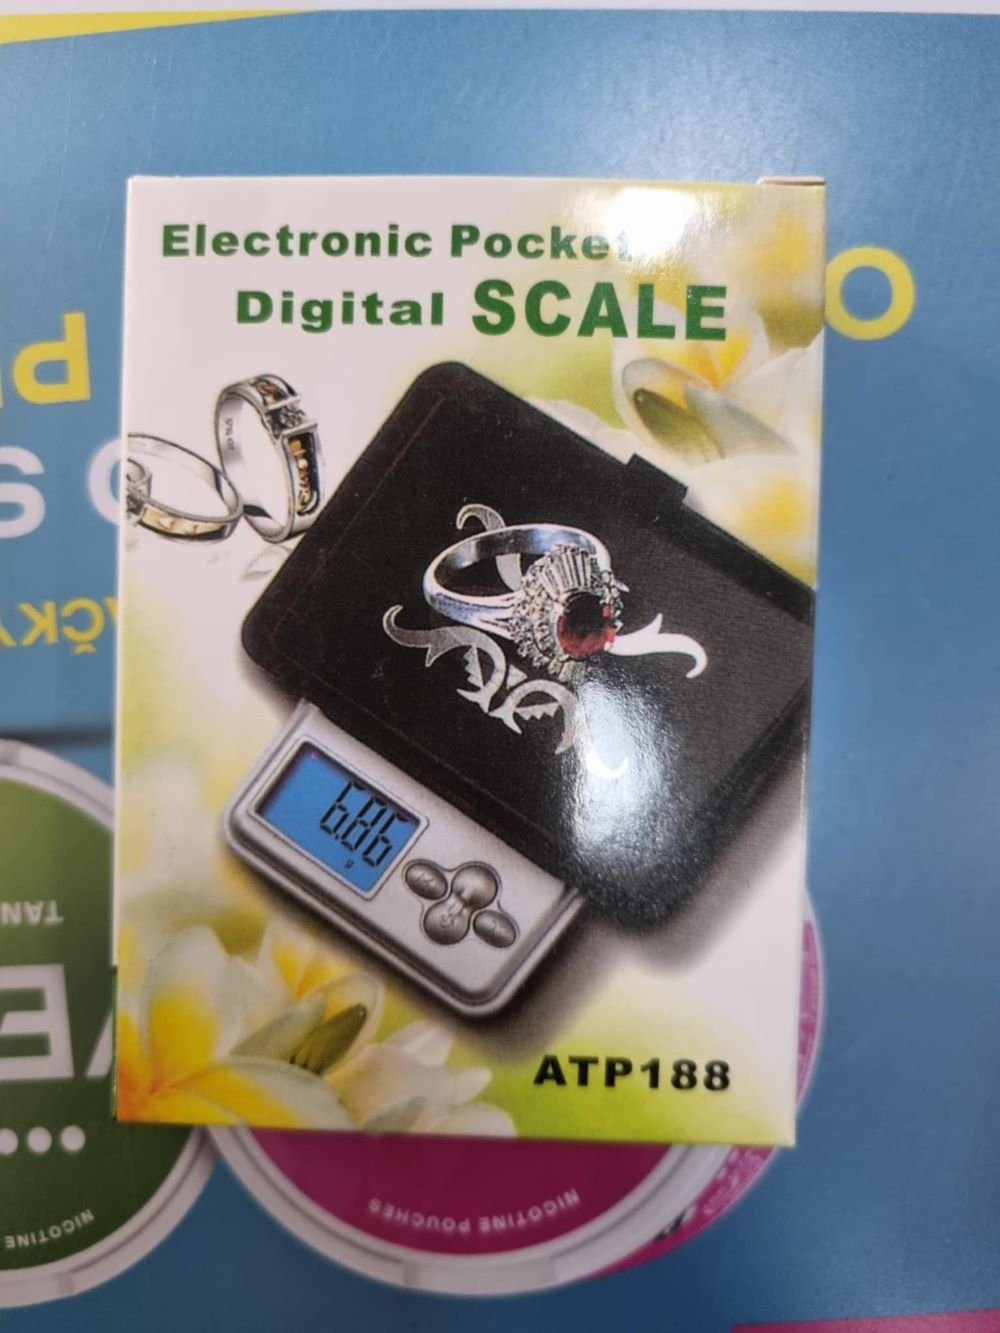 Electronic Pocket
Digital SCALE
6.86
g
ATP188
NICOTINE POUCHES
NICOTINE